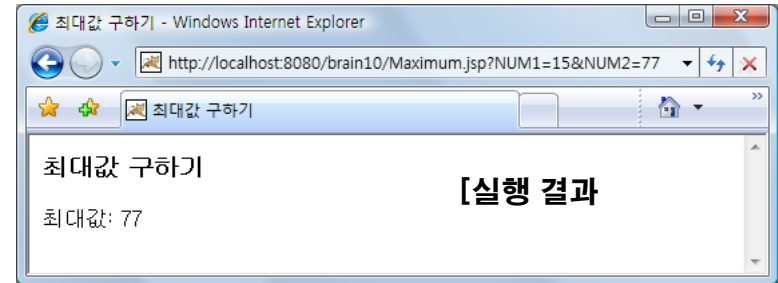 최대값 구하기 - Windows Internet Explorer
http://localhost:8080/brain10/Maximum.jsp?NUM1=15&NUM2=77
최대값 구하기
최대값 구하기
[실행 결과
최대값: 77